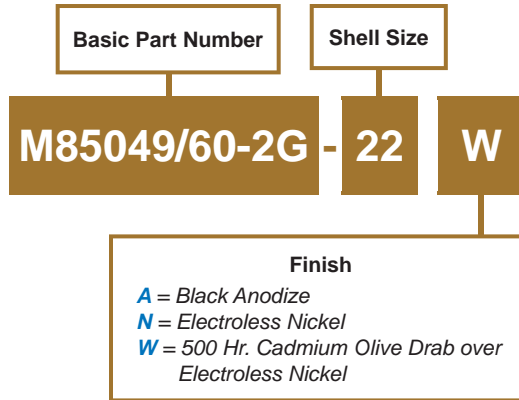 Basic Part Number
Shell Size
M85049/60-2G - 22 W
Finish
A = Black Anodize
N = Electroless Nickel
W = 500 Hr. Cadmium Olive Drab over
Electroless Nickel